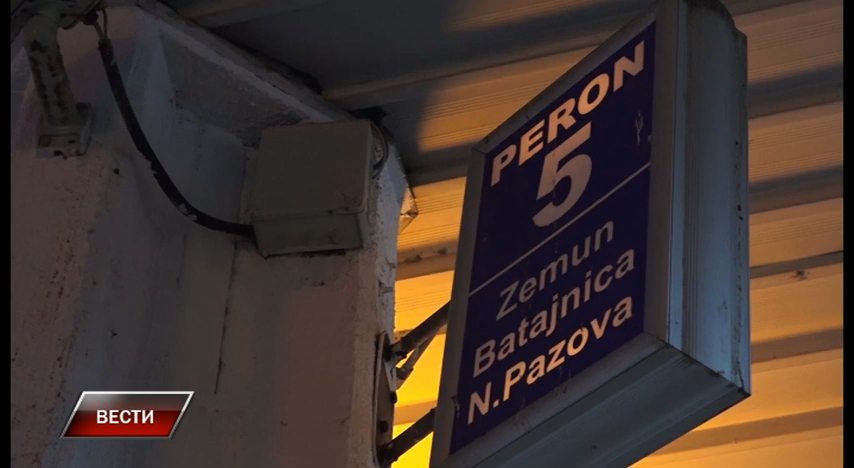 PERON
5
Zemun
Batajnica
N.Pazova
ВЕСТИ